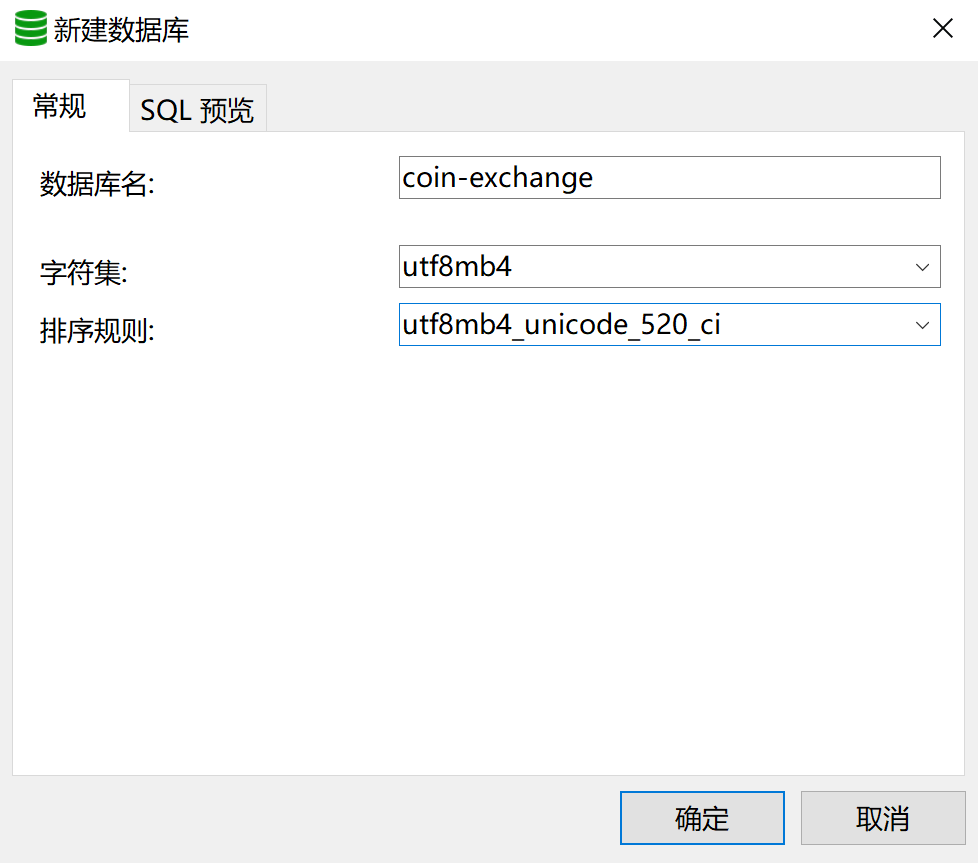 新建数据库
常规
SQL 预览
数据库名:
coin-exchange
字符集:
utf8mb4
排序规则:
utf8mb4_unicode_520_ci
确定
取消